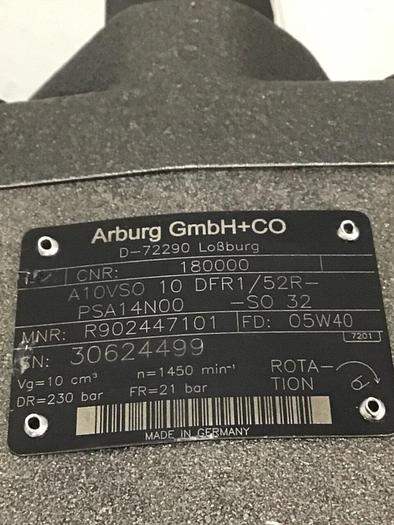 Arburg GmbH+CO
D-72290 Loßburg
CNR: 180000
A10VSO 10 DFR1/52R-
PSA14N00 -SO 32
MNR: R902447101 FD: 05W40
7201
SN: 30624499
Vg=10 cm³ n=1450 min⁻¹ ROTA-
DR=230 bar FR=21 bar TION
MADE IN GERMANY